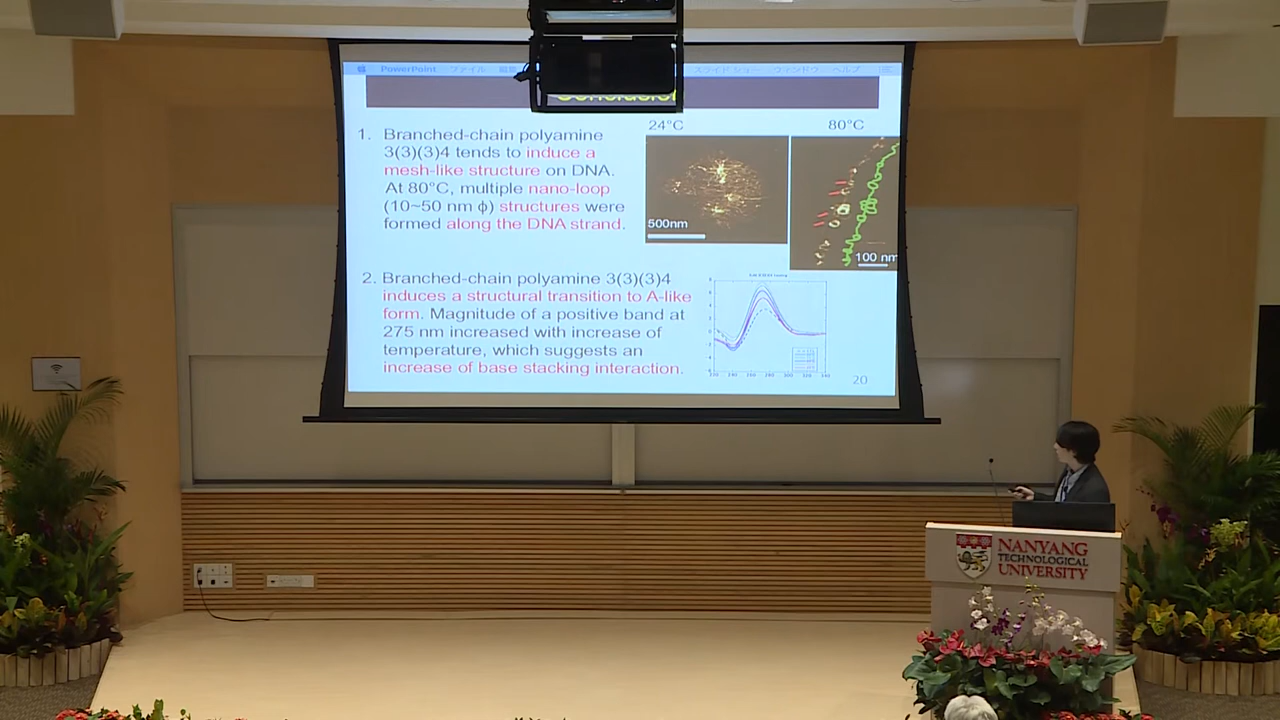 PowerPoint ファイル
スライド ショー ウィンドウ ヘルプ
Conclusion
1. Branched-chain polyamine
3(3)(3)4 tends to induce a
mesh-like structure on DNA.
At 80°C, multiple nano-loop
(10~50 nm ϕ) structures were
formed along the DNA strand.
24°C
80°C
500nm
100 nm
2. Branched-chain polyamine 3(3)(3)4
induces a structural transition to A-like
form. Magnitude of a positive band at
275 nm increased with increase of
temperature, which suggests an
increase of base stacking interaction.
20
NANYANG
TECHNOLOGICAL
UNIVERSITY